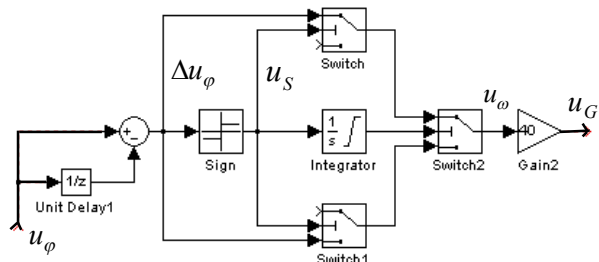 Switch
Δu_φ
u_S
+
-
Sign
1
s
Integrator
u_ω
u_G
Switch2
40
Gain2
1/z
Unit Delay1
u_φ
Switch1